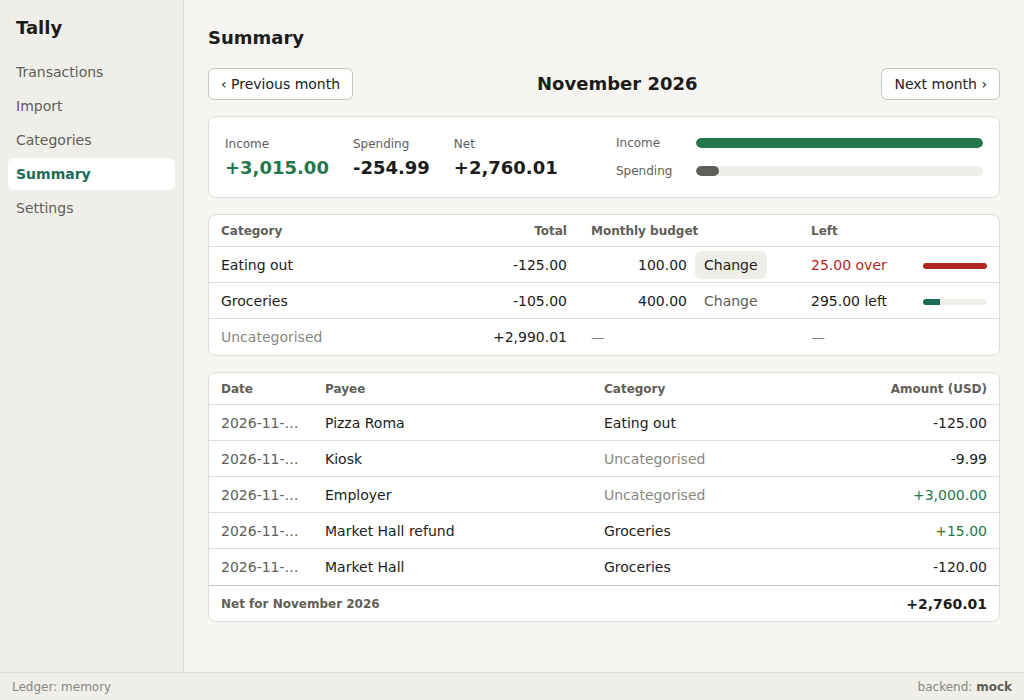 Tally
Transactions
Import
Categories
Summary
Settings
Summary
‹ Previous month
November 2026
Next month ›
Income Spending Net
+3,015.00 -254.99 +2,760.01
Income
Spending
Category Total Monthly budget Left
Eating out -125.00 100.00 Change 25.00 over
Groceries -105.00 400.00 Change 295.00 left
Uncategorised +2,990.01 — —
Date Payee Category Amount (USD)
2026-11-… Pizza Roma Eating out -125.00
2026-11-… Kiosk Uncategorised -9.99
2026-11-… Employer Uncategorised +3,000.00
2026-11-… Market Hall refund Groceries +15.00
2026-11-… Market Hall Groceries -120.00
Net for November 2026 +2,760.01
Ledger: memory
backend: mock